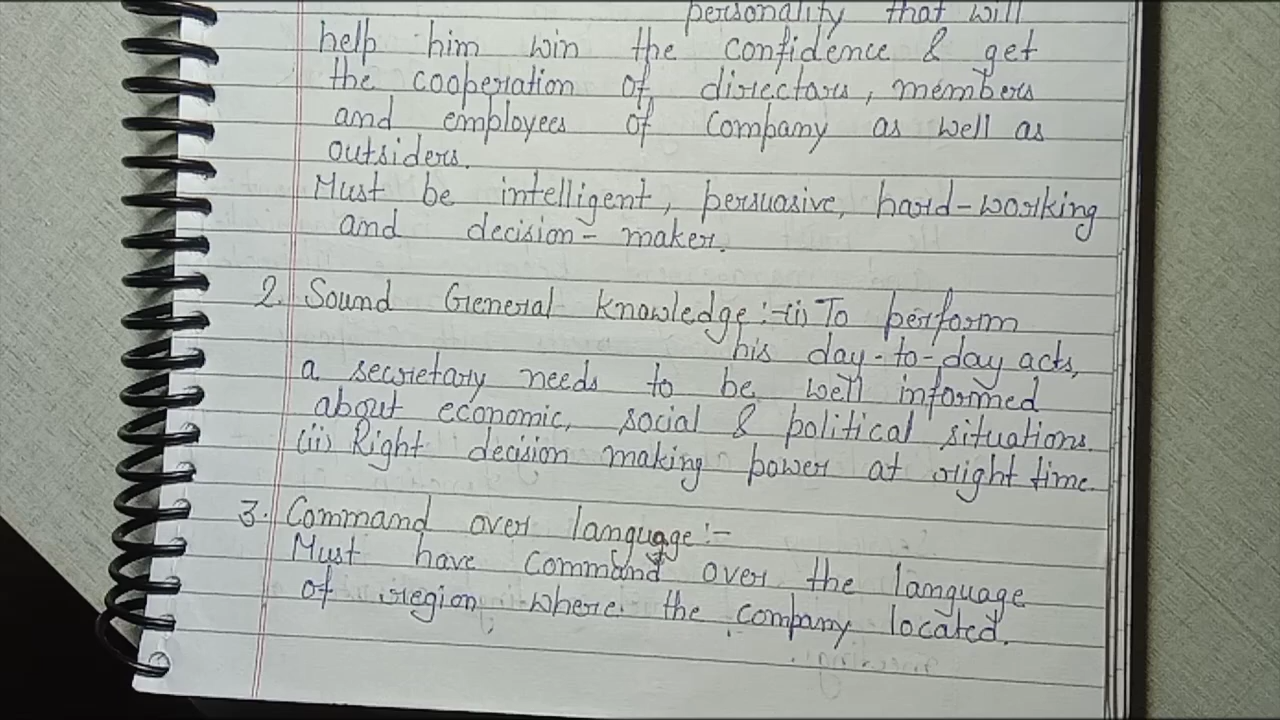 personality that will
help him win the confidence & get
the cooperation of directors, members
and employees of Company as well as
outsiders.
Must be intelligent, persuasive, hard-working
and decision-maker.
2. Sound General knowledge:-(i) To perform
his day-to-day acts,
a secretary needs to be well informed
about economic, social & political situations.
(ii) Right decision making power at right time.
3. Command over language:-
Must have Command over the language
of region where the company located.